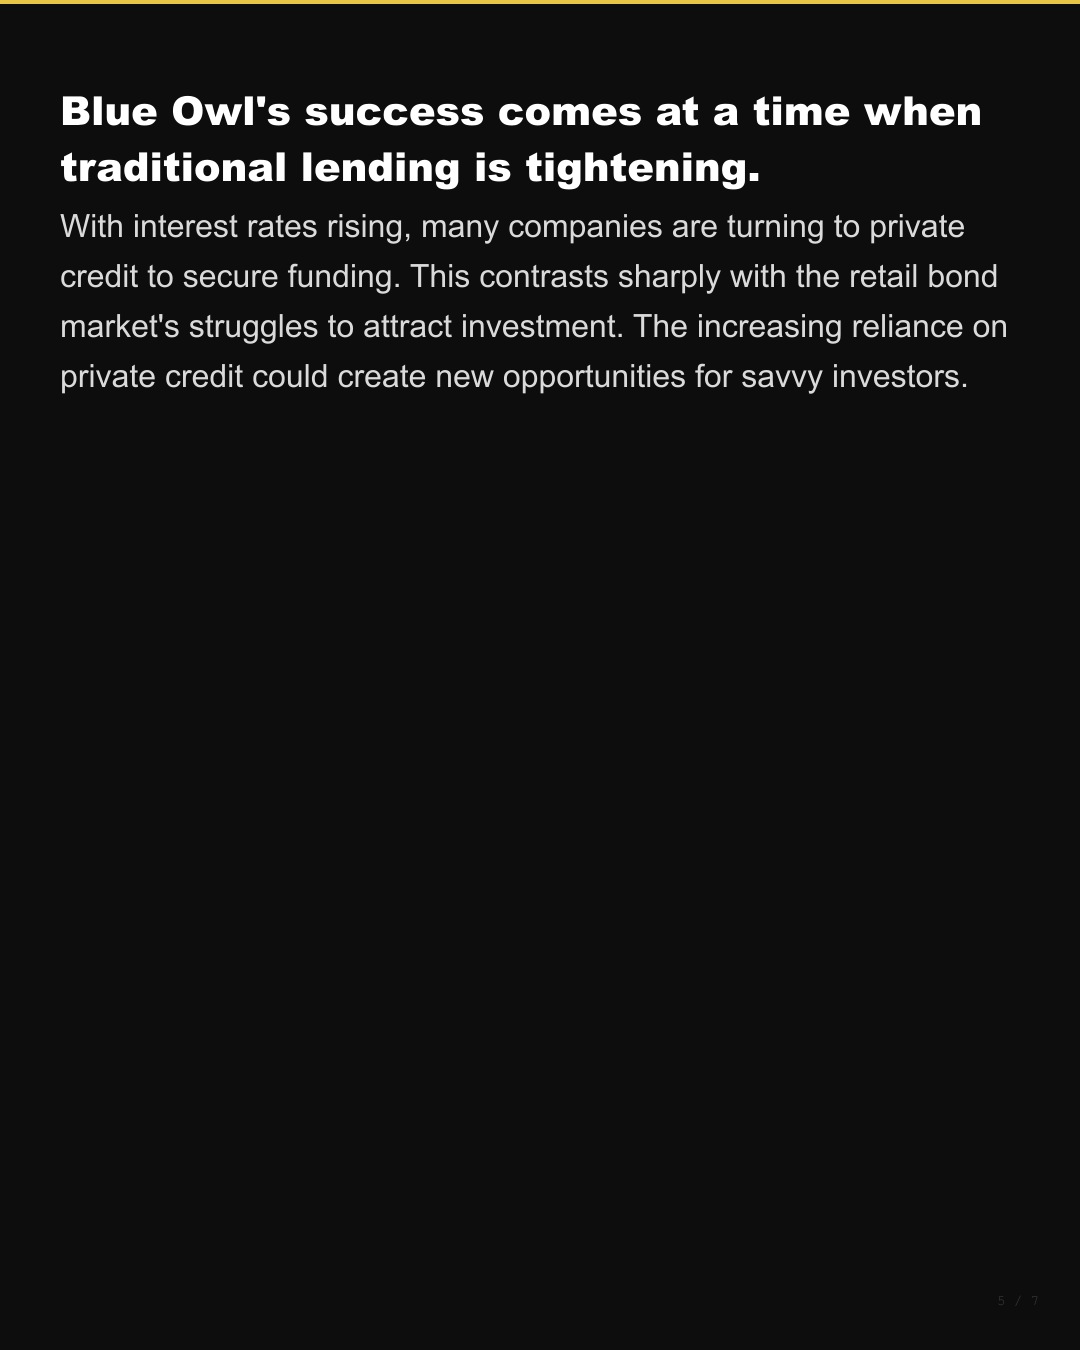 Blue Owl's success comes at a time when
traditional lending is tightening.
With interest rates rising, many companies are turning to private
credit to secure funding. This contrasts sharply with the retail bond
market's struggles to attract investment. The increasing reliance on
private credit could create new opportunities for savvy investors.
5 / 7